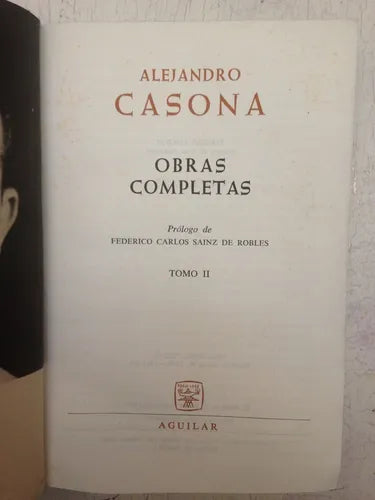 ALEJANDRO
CASONA
OBRAS
COMPLETAS
Prólogo de
FEDERICO CARLOS SAINZ DE ROBLES
TOMO II
AGUILAR